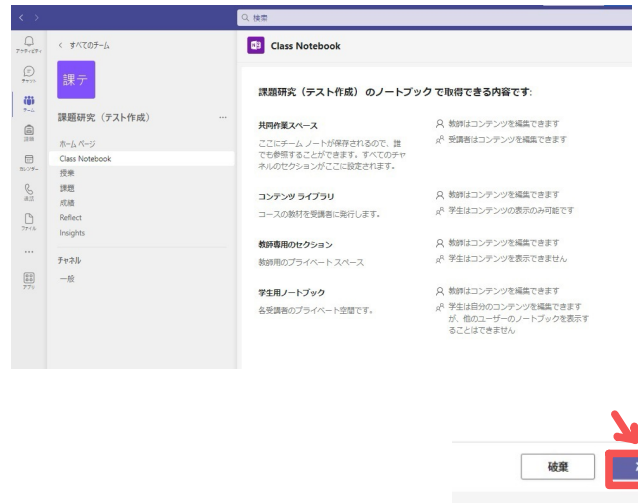 検索
アクティビティ
チャット
チーム
課題
カレンダー
通話
ファイル
アプリ
すべてのチーム
課テ
課題研究（テスト作成）
ホーム ページ
Class Notebook
授業
課題
成績
Reflect
Insights
チャネル
一般
Class Notebook
課題研究（テスト作成） のノートブック で取得できる内容です:
共同作業スペース
ここにチーム ノートが保存されるので、誰
でも参照することができます。すべてのチャ
ネルのセクションがここに設定されます。
教師はコンテンツを編集できます
受講者はコンテンツを編集できます
コンテンツ ライブラリ
コースの教材を受講者に発行します。
教師はコンテンツを編集できます
学生はコンテンツの表示のみ可能です
教師専用のセクション
教師用のプライベート スペース
教師はコンテンツを編集できます
学生はコンテンツを表示できません
学生用ノートブック
各受講者のプライベート空間です。
教師はコンテンツを編集できます
学生は自分のコンテンツを編集できます
が、他のユーザーのノートブックを表示す
ることはできません
破棄